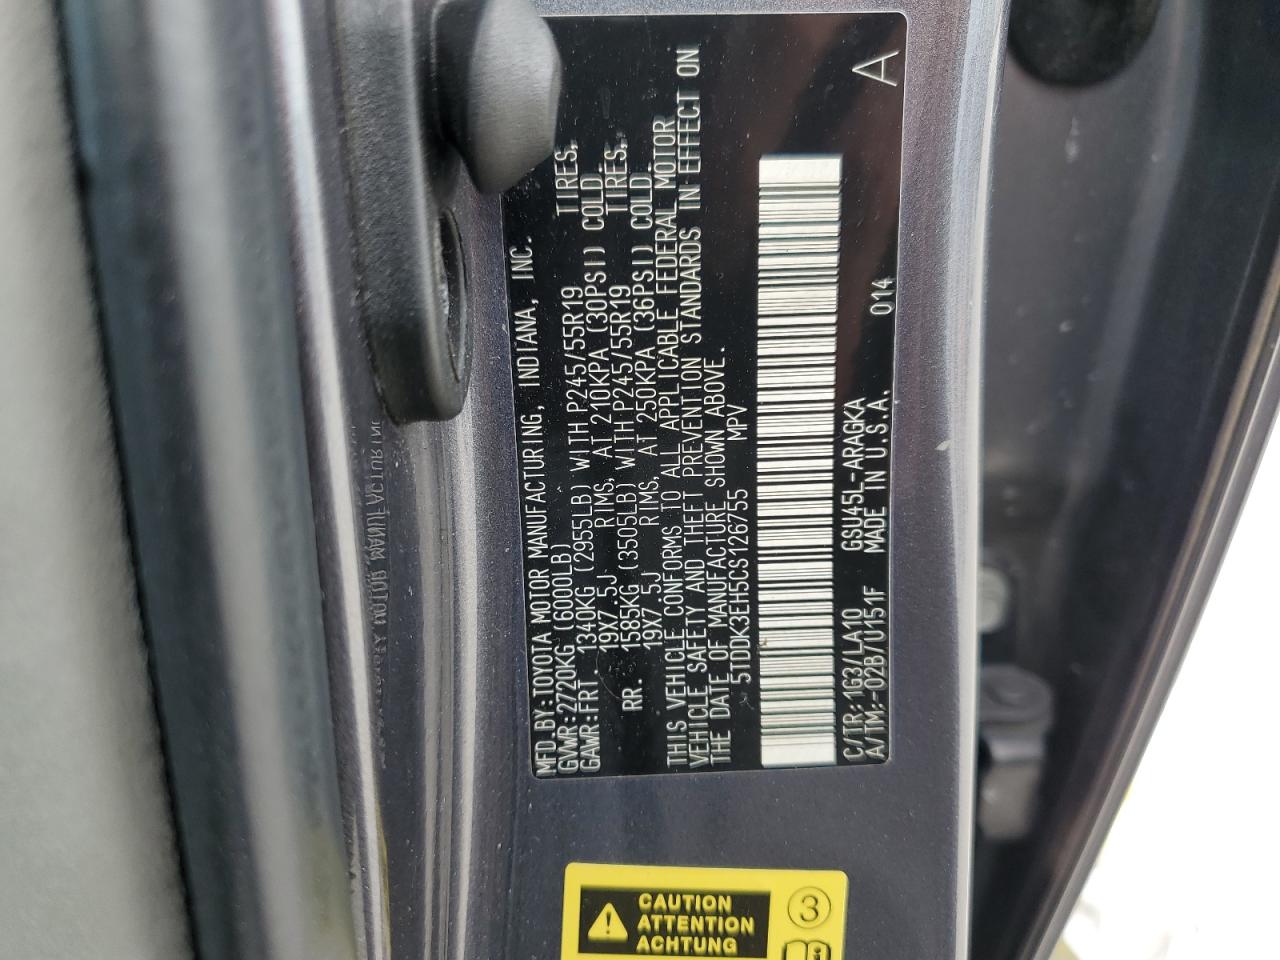 MFD.BY:TOYOTA MOTOR MANUFACTURING, INDIANA, INC.
GVWR:2720KG (6000LB)
GAWR:FRT. 1340KG (2955LB) WITH P245/55R19 TIRES,
19X7.5J RIMS, AT 210KPA (30PSI) COLD.
RR. 1585KG (3505LB) WITH P245/55R19 TIRES,
19X7.5J RIMS, AT 250KPA (36PSI) COLD.
THIS VEHICLE CONFORMS TO ALL APPLICABLE FEDERAL MOTOR
VEHICLE SAFETY AND THEFT PREVENTION STANDARDS IN EFFECT ON
THE DATE OF MANUFACTURE SHOWN ABOVE.
5TDDK3EH5CS126755 MPV
A
C/TR:1G3/LA10 GSU45L-ARAGKA
A/TM:-02B/U151F MADE IN U.S.A. 014
CAUTION
ATTENTION
ACHTUNG
3